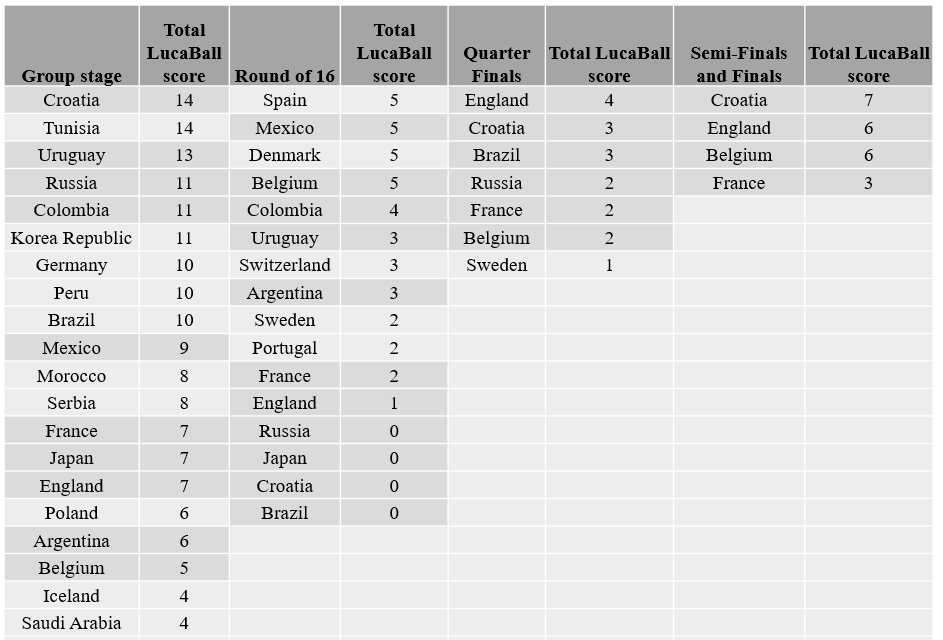 Group stage Total LucaBall score Round of 16 Total LucaBall score Quarter Finals Total LucaBall score Semi-Finals and Finals Total LucaBall score
Croatia 14 Spain 5 England 4 Croatia 7
Tunisia 14 Mexico 5 Croatia 3 England 6
Uruguay 13 Denmark 5 Brazil 3 Belgium 6
Russia 11 Belgium 5 Russia 2 France 3
Colombia 11 Colombia 4 France 2
Korea Republic 11 Uruguay 3 Belgium 2
Germany 10 Switzerland 3 Sweden 1
Peru 10 Argentina 3
Brazil 10 Sweden 2
Mexico 9 Portugal 2
Morocco 8 France 2
Serbia 8 England 1
France 7 Russia 0
Japan 7 Japan 0
England 7 Croatia 0
Poland 6 Brazil 0
Argentina 6
Belgium 5
Iceland 4
Saudi Arabia 4